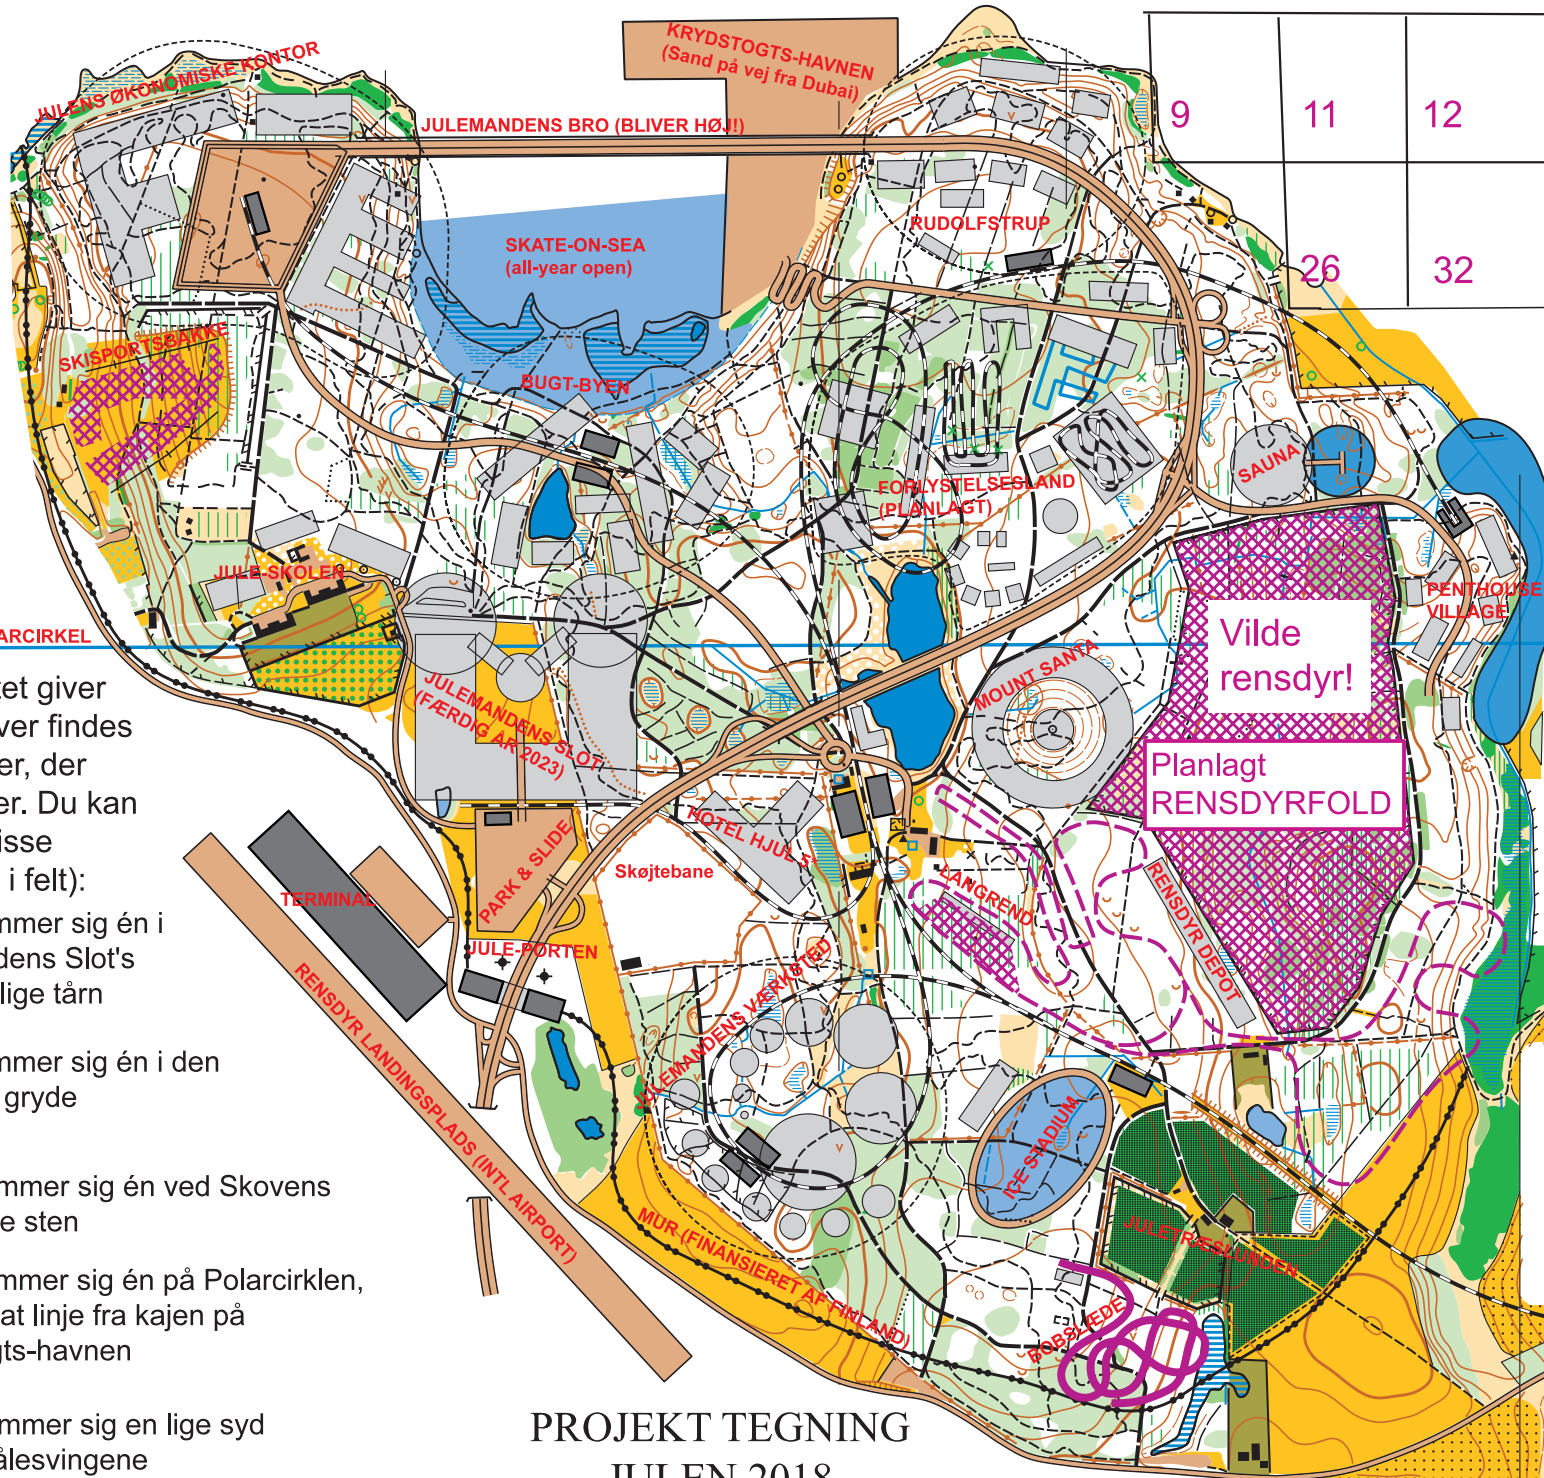 KRYDSTOGTS-HAVNEN
(Sand på vej fra Dubai)
JULENS ØKONOMISKE KONTOR
JULEMANDENS BRO (BLIVER HØJ!)
9
11
12
26
32
RUDOLFSTRUP
SKATE-ON-SEA
(all-year open)
SKISPORTSBAKKE
BUGT-BYEN
SAUNA
FORLYSTELSESLAND
(PLANLAGT)
JULE-SKOLEN
PENTHOUSE
VILLAGE
ARCIRKEL
Vilde
rensdyr!
MOUNT SANTA
JULEMANDENS SLOT
(FÆRDIG ÅR 2023)
Planlagt
RENSDYRFOLD
tet giver
ver findes
er, der
er. Du kan
isse
i felt):
HOTEL HJUL 5*
PARK & SLIDE
Skøjtebane
LANGREND
RENSDYR DEPOT
TERMINAL
JULE-PORTEN
mmer sig én i
dens Slot's
lige tårn
RENSDYR LANDINGSPLADS (INTL AIRPORT)
JULEMANDENS VÆRKSTED
mmer sig én i den
gryde
ICE STADIUM
mmer sig én ved Skovens
e sten
JULETRÆSLUNDEN
MUR (FINANSIERET AF FINLAND)
mmer sig én på Polarcirklen,
at linje fra kajen på
gts-havnen
BOBSLÆDE
mmer sig en lige syd
ålesvingene
PROJEKT TEGNING
JULEN 2018